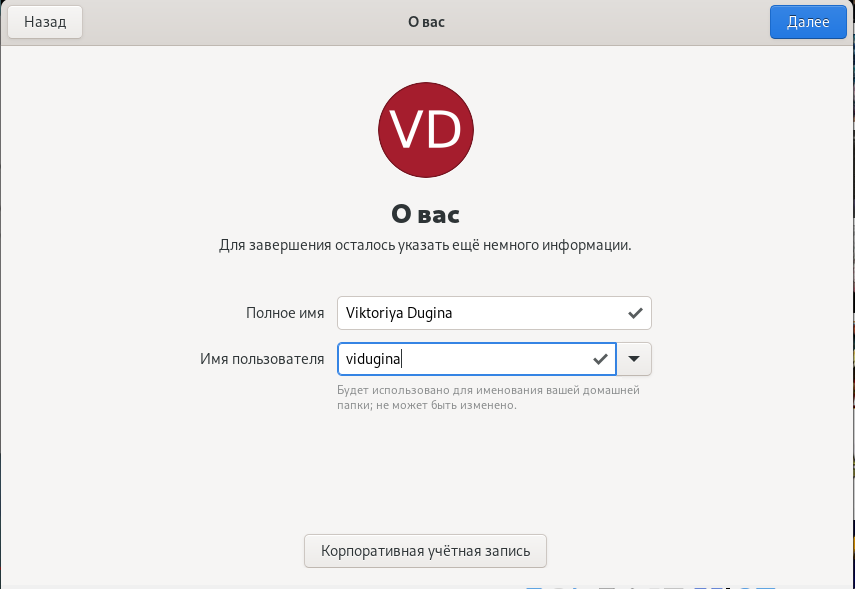 Назад
О вас
Далее
VD
О вас
Для завершения осталось указать ещё немного информации.
Полное имя
Viktoriya Dugina
Имя пользователя
vidugina
Будет использовано для именования вашей домашней
папки; не может быть изменено.
Корпоративная учётная запись